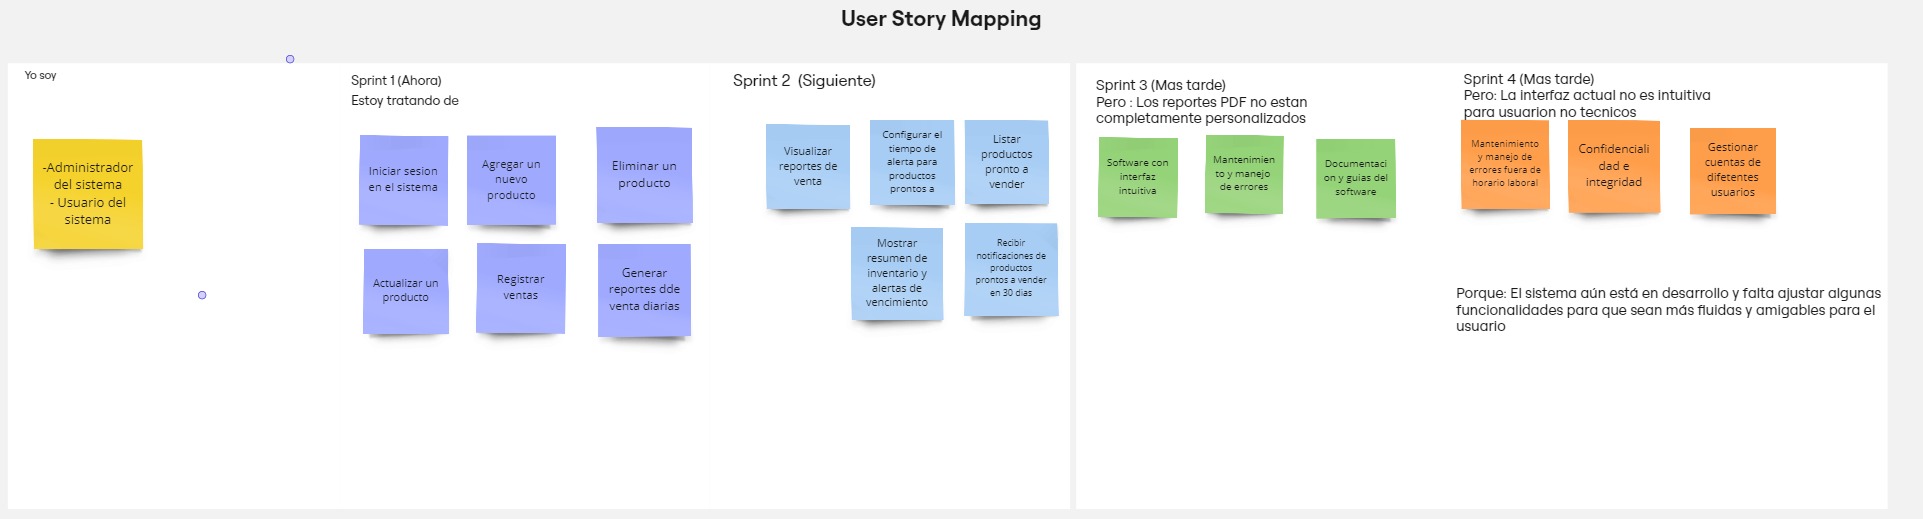 User Story Mapping
Yo soy
-Administrador
del sistema
- Usuario del
sistema
Sprint 1 (Ahora)
Estoy tratando de
Iniciar sesion
en el sistema
Agregar un
nuevo
producto
Eliminar un
producto
Actualizar un
producto
Registrar
ventas
Generar
reportes dde
venta diarias
Sprint 2 (Siguiente)
Visualizar
reportes de
venta
Configurar el
tiempo de
alerta para
productos
prontos a
Listar
productos
pronto a
vender
Mostrar
resumen de
inventario y
alertas de
vencimiento
Recibir
notificaciones de
productos
prontos a vender
en 30 dias
Sprint 3 (Mas tarde)
Pero : Los reportes PDF no estan
completamente personalizados
Software con
interfaz
intuitiva
Mantenimien
to y manejo
de errores
Documentaci
on y guias del
software
Sprint 4 (Mas tarde)
Pero: La interfaz actual no es intuitiva
para usuarion no tecnicos
Mantenimiento
y manejo de
errores fuera de
horario laboral
Confidenciali
dad e
integridad
Gestionar
cuentas de
difetentes
usuarios
Porque: El sistema aún está en desarrollo y falta ajustar algunas
funcionalidades para que sean más fluidas y amigables para el
usuario